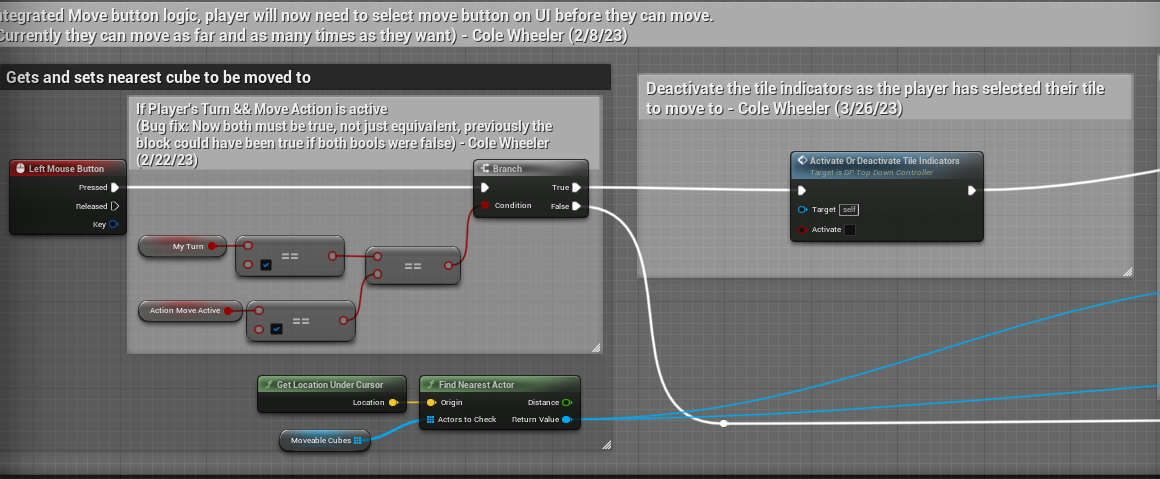 ntegrated Move button logic, player will now need to select move button on UI before they can move.
Currently they can move as far and as many times as they want) - Cole Wheeler (2/8/23)
Gets and sets nearest cube to be moved to
If Player's Turn && Move Action is active
(Bug fix: Now both must be true, not just equivalent, previously the
block could have been true if both bools were false) - Cole Wheeler
(2/22/23)
Deactivate the tile indicators as the player has selected their tile
to move to - Cole Wheeler (3/26/23)
Left Mouse Button
Pressed
Released
Key
Branch
True
Condition
False
Activate Or Deactivate Tile Indicators
Target is BP Top Down Controller
Target self
Activate
My Turn
==
==
Action Move Active
==
Get Location Under Cursor
Location
Find Nearest Actor
Origin
Distance
Actors to Check
Return Value
Moveable Cubes